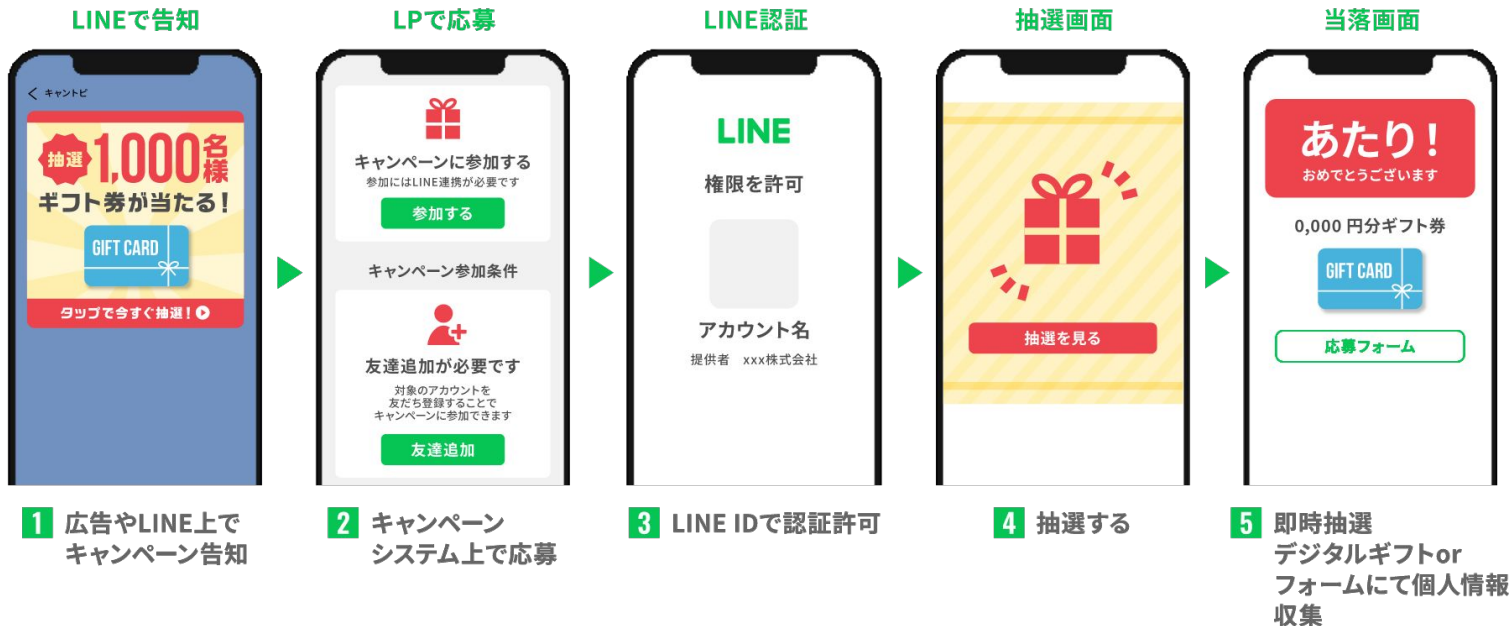 LINEで告知
キャントピ
抽選
1,000名様
ギフト券が当たる!
GIFT CARD
タップで今すぐ抽選!
1 広告やLINE上で
キャンペーン告知
LPで応募
キャンペーンに参加する
参加にはLINE連携が必要です
参加する
キャンペーン参加条件
友達追加が必要です
対象のアカウントを
友だち登録することで
キャンペーンに参加できます
友達追加
2 キャンペーン
システム上で応募
LINE認証
LINE
権限を許可
アカウント名
提供者 xxx株式会社
3 LINE IDで認証許可
抽選画面
抽選を見る
4 抽選する
当落画面
あたり!
おめでとうございます
0,000 円分ギフト券
GIFT CARD
応募フォーム
5 即時抽選
デジタルギフトor
フォームにて個人情報
収集